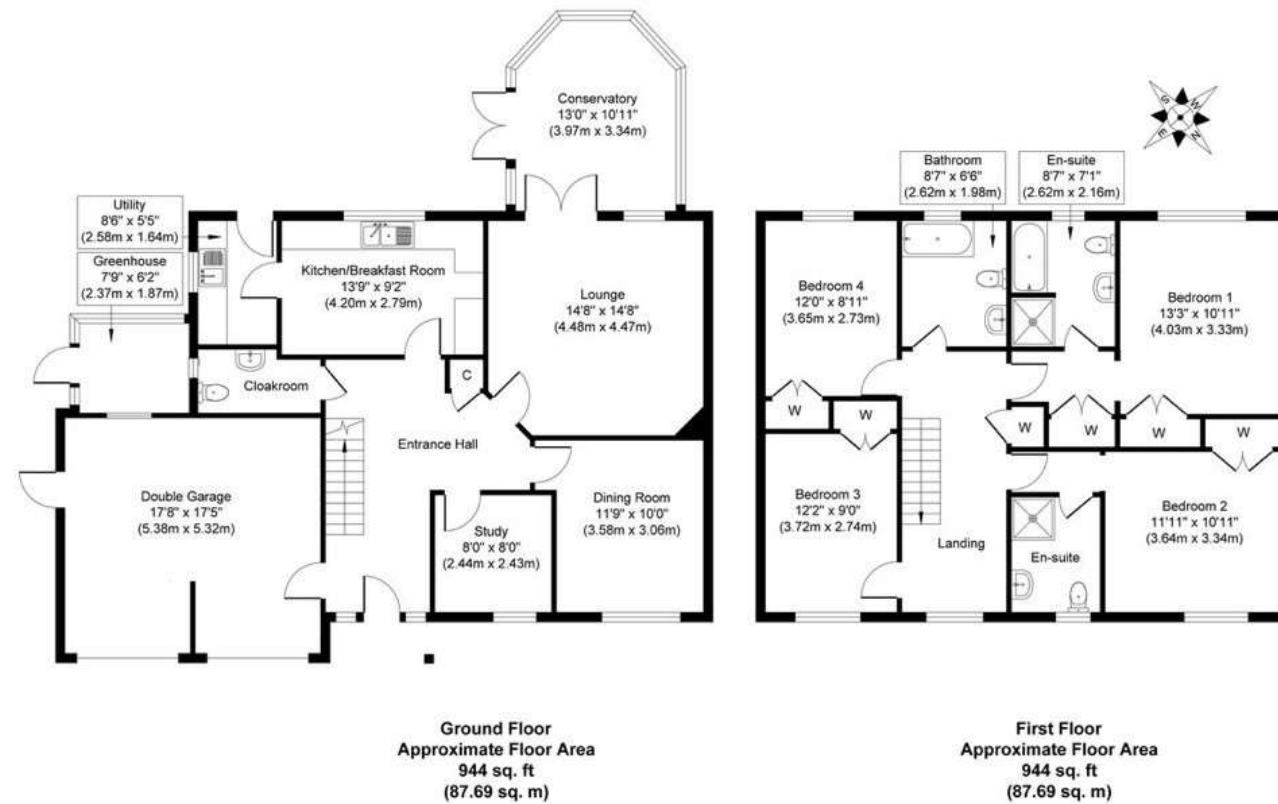 Conservatory
13'0" x 10'11"
(3.97m x 3.34m)
Utility
8'6" x 5'5"
(2.58m x 1.64m)
Greenhouse
7'9" x 6'2"
(2.37m x 1.87m)
Kitchen/Breakfast Room
13'9" x 9'2"
(4.20m x 2.79m)
Lounge
14'8" x 14'8"
(4.48m x 4.47m)
Cloakroom
C
Entrance Hall
Double Garage
17'8" x 17'5"
(5.38m x 5.32m)
Study
8'0" x 8'0"
(2.44m x 2.43m)
Dining Room
11'9" x 10'0"
(3.58m x 3.06m)
Ground Floor
Approximate Floor Area
944 sq. ft
(87.69 sq. m)
S
W
E
N
Bathroom
8'7" x 6'6"
(2.62m x 1.98m)
En-suite
8'7" x 7'1"
(2.62m x 2.16m)
Bedroom 4
12'0" x 8'11"
(3.65m x 2.73m)
Bedroom 1
13'3" x 10'11"
(4.03m x 3.33m)
W
W
W
W
W
W
Bedroom 3
12'2" x 9'0"
(3.72m x 2.74m)
Landing
En-suite
Bedroom 2
11'11" x 10'11"
(3.64m x 3.34m)
First Floor
Approximate Floor Area
944 sq. ft
(87.69 sq. m)